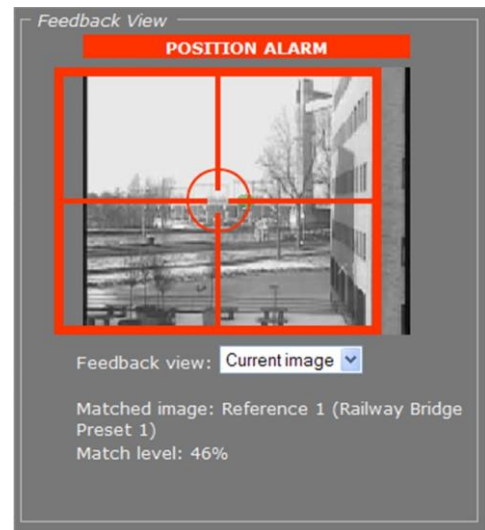 Feedback View
POSITION ALARM
Feedback view: Current image
Matched image: Reference 1 (Railway Bridge
Preset 1)
Match level: 46%